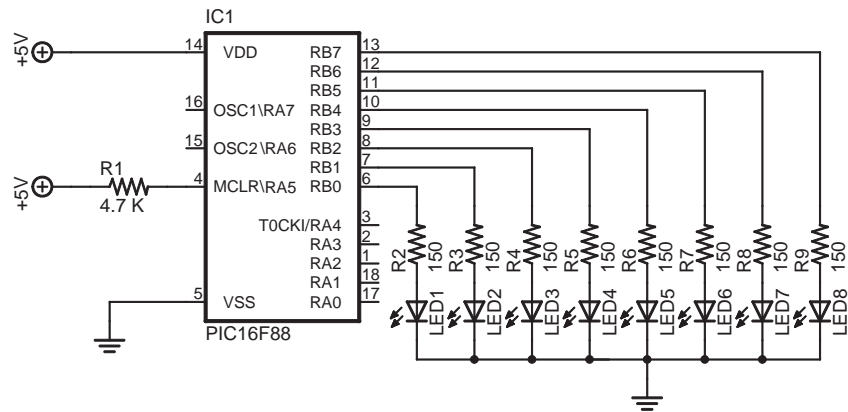 IC1
+5V
14
VDD
RB7
13
RB6
12
RB5
11
16
OSC1\RA7
RB4
10
RB3
9
15
OSC2\RA6
RB2
8
RB1
7
+5V
R1
4.7 K
4
MCLR\RA5
RB0
6
T0CKI/RA4
3
RA3
2
RA2
1
RA1
18
5
VSS
RA0
17
PIC16F88
R2
150
R3
150
R4
150
R5
150
R6
150
R7
150
R8
150
R9
150
LED1
LED2
LED3
LED4
LED5
LED6
LED7
LED8